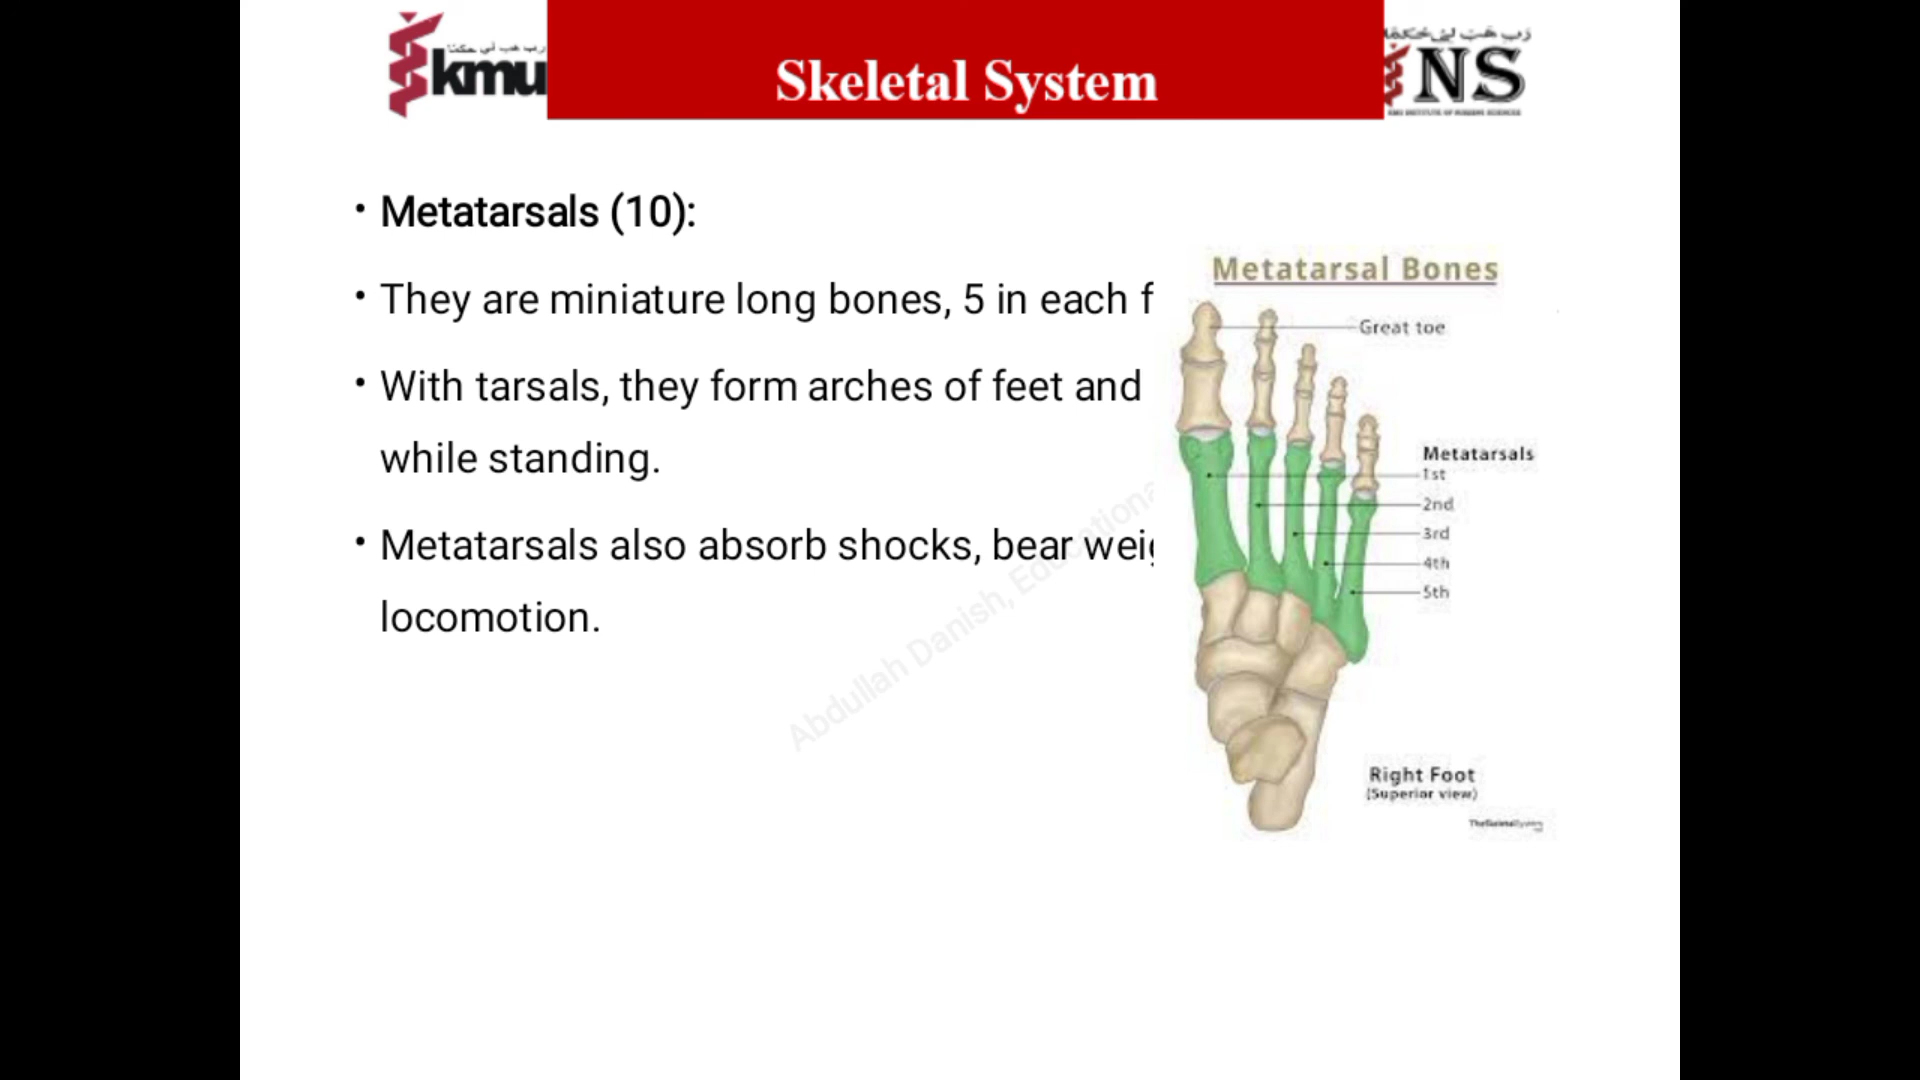 kmu
Skeletal System
NS
• Metatarsals (10):
• They are miniature long bones, 5 in each f
• With tarsals, they form arches of feet and
while standing.
• Metatarsals also absorb shocks, bear
locomotion.
Abdullah Danish,
Metatarsal Bones
Great toe
Metatarsals
1st
2nd
3rd
4th
5th
Right Foot
(Superior view)